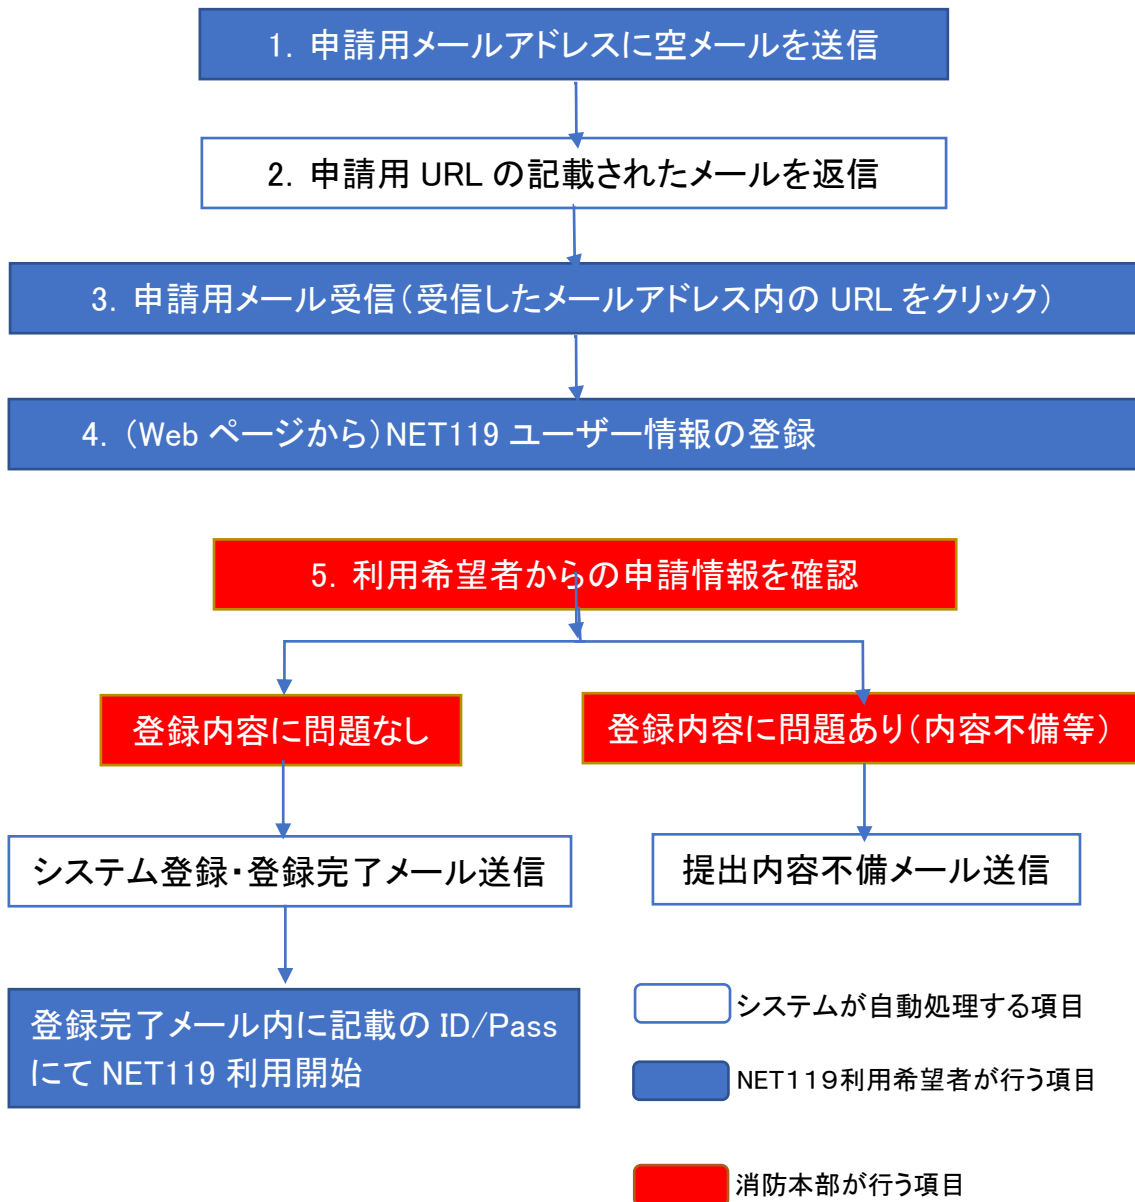 1. 申請用メールアドレスに空メールを送信
2. 申請用 URL の記載されたメールを返信
3. 申請用メール受信(受信したメールアドレス内の URL をクリック)
4. (Web ページから)NET119 ユーザー情報の登録
5. 利用希望者からの申請情報を確認
登録内容に問題なし
登録内容に問題あり(内容不備等)
システム登録・登録完了メール送信
提出内容不備メール送信
登録完了メール内に記載の ID/Pass
にて NET119 利用開始
システムが自動処理する項目
NET119利用希望者が行う項目
消防本部が行う項目